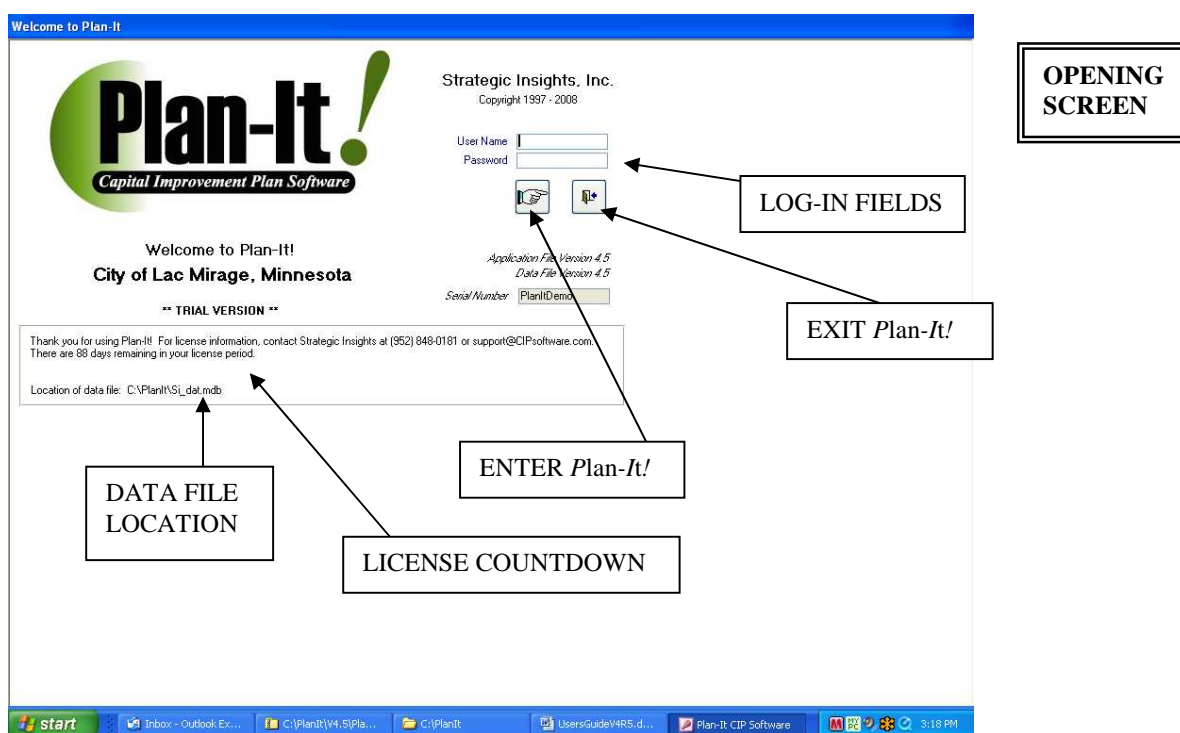 Welcome to Plan-It
Plan-It!
Capital Improvement Plan Software
Strategic Insights, Inc.
Copyright 1997 - 2008
User Name
Password
OPENING
SCREEN
LOG-IN FIELDS
Welcome to Plan-It!
City of Lac Mirage, Minnesota
** TRIAL VERSION **
Application File Version 4.5
Data File Version 4.5
Serial Number PlanItDemo
EXIT Plan-It!
Thank you for using Plan-It! For license information, contact Strategic Insights at (952) 848-0181 or support@CIPsoftware.com.
There are 88 days remaining in your license period.
Location of data file: C:\PlanIt\Si_dat.mdb
ENTER Plan-It!
DATA FILE
LOCATION
LICENSE COUNTDOWN
start
Inbox - Outlook Ex...
C:\PlanIt\V4.5\Pla...
C:\PlanIt
UsersGuideV4R5.d...
Plan-It CIP Software
3:18 PM